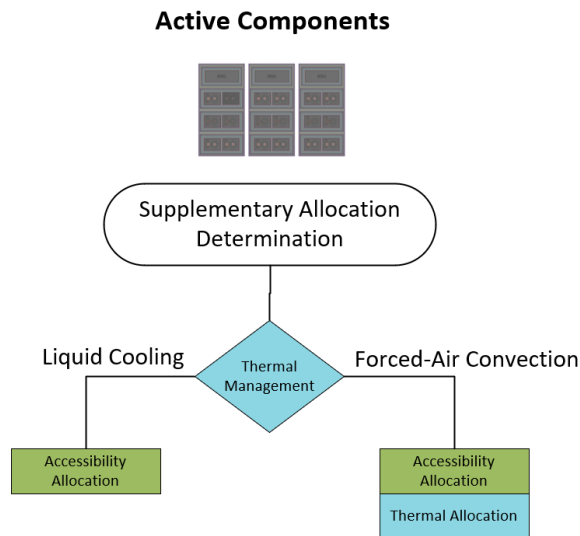 Active Components
Supplementary Allocation
Determination
Liquid Cooling
Thermal
Management
Forced-Air Convection
Accessibility
Allocation
Accessibility
Allocation
Thermal Allocation